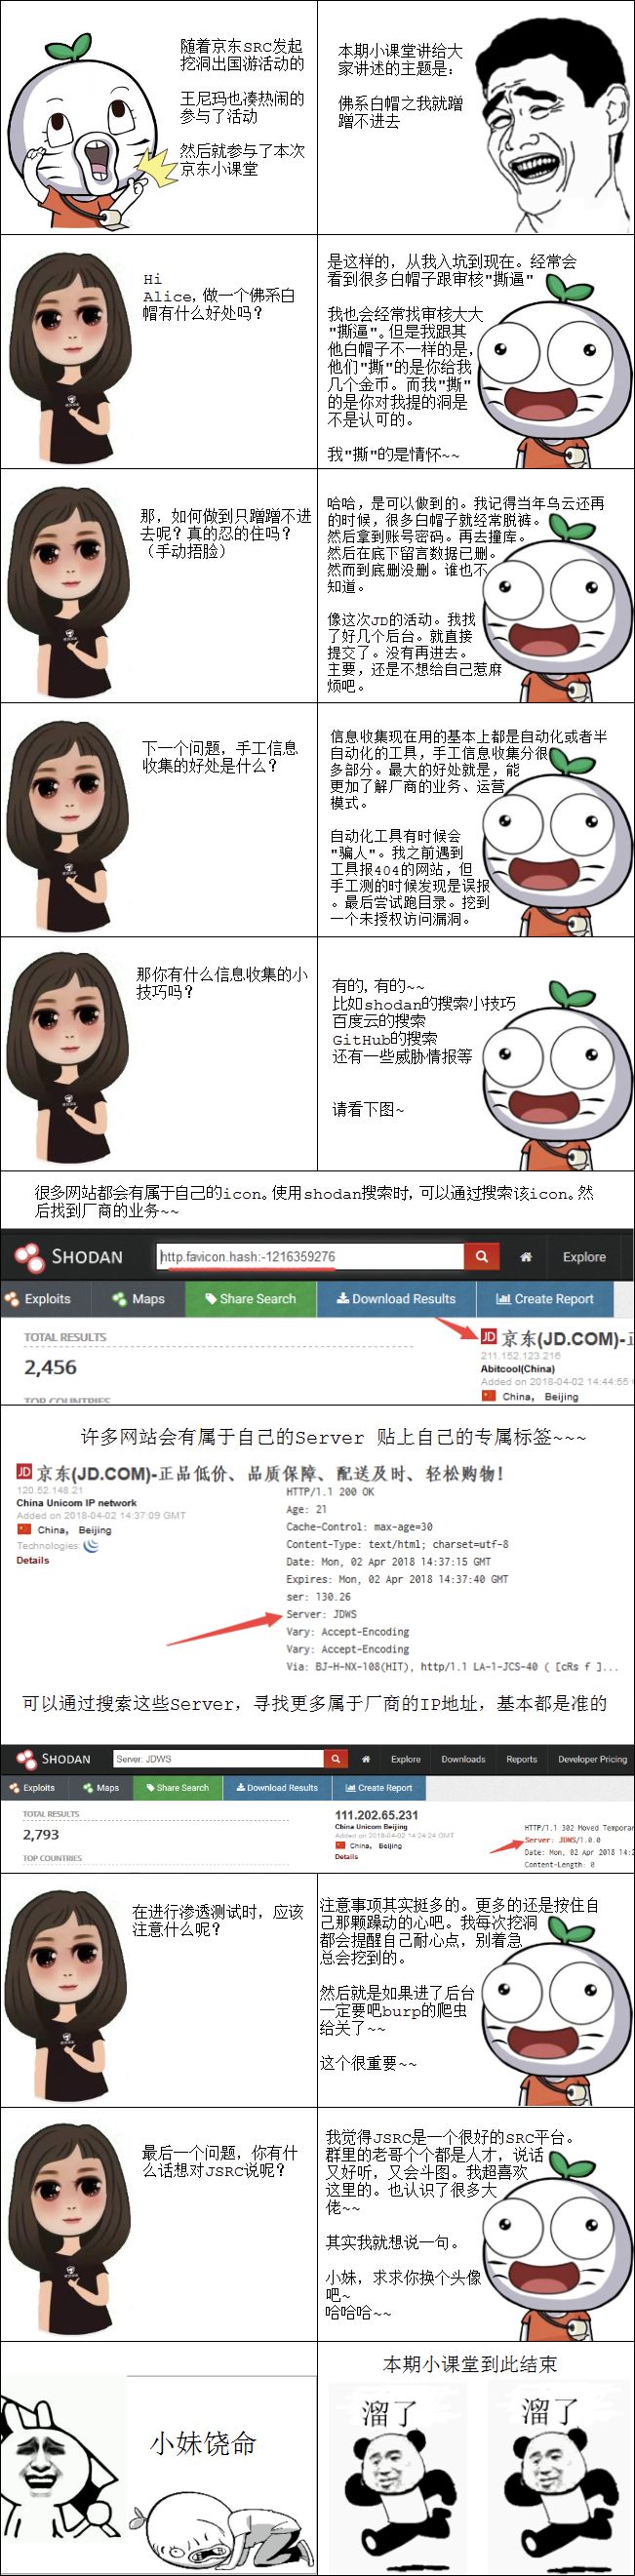 随着京东SRC发起
挖洞出国游活动的
王尼玛也凑热闹的
参与了活动
然后就参与了本次
京东小课堂
本期小课堂讲给大
家讲述的主题是：
佛系白帽之我就蹭
蹭不进去
Hi
Alice，做一个佛系白
帽有什么好处吗？
是这样的，从我入坑到现在。经常会
看到很多白帽子跟审核"撕逼"
我也会经常找审核大大
"撕逼"。但是我跟其
他白帽子不一样的是，
他们"撕"的是你给我
几个金币。而我"撕"
的是你对我提的洞是
不是认可的。
我"撕"的是情怀~~
那，如何做到只蹭蹭不进
去呢？真的忍的住吗？
（手动捂脸）
哈哈，是可以做到的。我记得当年乌云还再
的时候，很多白帽子就经常脱裤。
然后拿到账号密码。再去撞库。
然后在底下留言数据已删。
然而到底删没删。谁也不
知道。
像这次JD的活动。我找
了好几个后台。就直接
提交了。没有再进去。
主要，还是不想给自己惹麻
烦吧。
下一个问题，手工信息
收集的好处是什么？
信息收集现在用的基本上都是自动化或者半
自动化的工具，手工信息收集分很
多部分。最大的好处就是，能
更加了解厂商的业务、运营
模式。
自动化工具有时候会
"骗人"。我之前遇到
工具报404的网站，但
手工测的时候发现是误报
。最后尝试跑目录。挖到
一个未授权访问漏洞。
那你有什么信息收集的小
技巧吗？
有的，有的~~
比如shodan的搜索小技巧
百度云的搜索
GitHub的搜索
还有一些威胁情报等
请看下图~
很多网站都会有属于自己的icon。使用shodan搜索时，可以通过搜索该icon。然
后找到厂商的业务~~
SHODAN
http.favicon.hash:-1216359276
Explore
Exploits
Maps
Share Search
Download Results
Create Report
TOTAL RESULTS
2,456
TOP COUNTRIES
JD 京东(JD.COM)-正
211.152.123.216
Abitcool(China)
Added on 2018-04-02 14:44:55
China, Beijing
许多网站会有属于自己的Server 贴上自己的专属标签~~~
JD 京东(JD.COM)-正品低价、品质保障、配送及时、轻松购物！
120.52.148.21
China Unicom IP network
Added on 2018-04-02 14:37:09 GMT
China, Beijing
Technologies:
Details
HTTP/1.1 200 OK
Age: 21
Cache-Control: max-age=30
Content-Type: text/html; charset=utf-8
Date: Mon, 02 Apr 2018 14:37:15 GMT
Expires: Mon, 02 Apr 2018 14:37:40 GMT
ser: 130.26
Server: JDWS
Vary: Accept-Encoding
Vary: Accept-Encoding
Via: BJ-H-NX-108(HIT), http/1.1 LA-1-JCS-40 ( [cRs f ]...
可以通过搜索这些Server，寻找更多属于厂商的IP地址，基本都是准的
SHODAN
Server: JDWS
Explore
Downloads
Reports
Developer Pricing
Exploits
Maps
Share Search
Download Results
Create Report
TOTAL RESULTS
2,793
TOP COUNTRIES
111.202.65.231
China Unicom Beijing
Added on 2018-04-02 14:24:24 GMT
China, Beijing
Details
HTTP/1.1 302 Moved Temporar
Server: JDWS/1.0.0
Date: Mon, 02 Apr 2018 14:2
Content-Length: 0
在进行渗透测试时，应该
注意什么呢？
注意事项其实挺多的。更多的还是按住自
己那颗躁动的心吧。我每次挖洞
都会提醒自己耐心点，别着急
总会挖到的。
然后就是如果进了后台
一定要吧burp的爬虫
给关了~~
这个很重要~~
最后一个问题，你有什
么话想对JSRC说呢？
我觉得JSRC是一个很好的SRC平台。
群里的老哥个个都是人才，说话
又好听，又会斗图。我超喜欢
这里的。也认识了很多大
佬~~
其实我就想说一句。
小妹，求求你换个头像
吧~
哈哈哈~~
小妹饶命
本期小课堂到此结束
溜了
溜了